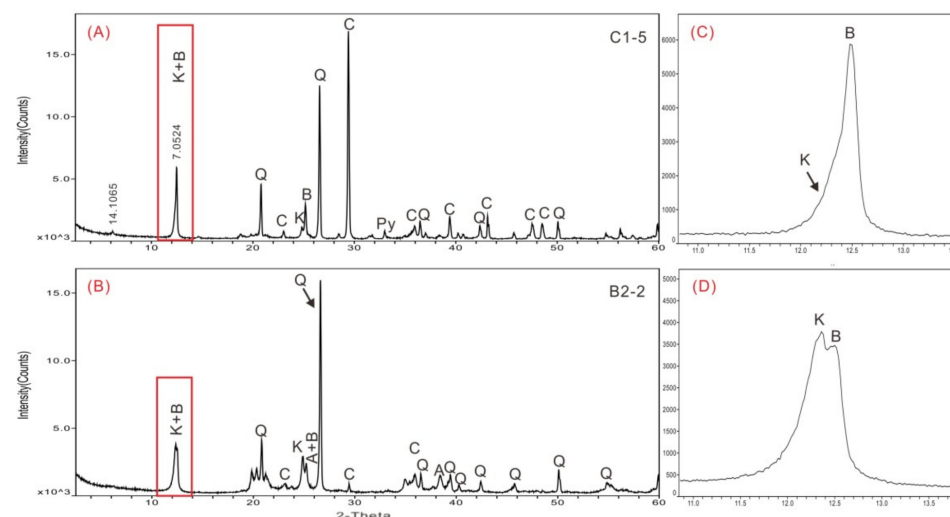 (A)
C1-5
Intensity(Counts)
15.0
10.0
5.0
x10^3
14.1065
7.0524
K+B
Q
C
K
B
Q
C
Py
C
Q
C
Q
C
C
C
Q
10
20
30
40
50
60
(B)
B2-2
Intensity(Counts)
15.0
10.0
5.0
x10^3
K+B
Q
C
K
A+B
Q
C
C
Q
A
Q
Q
Q
Q
Q
Q
10
20
30
40
50
60
2-Theta
(C)
B
K
6000
5000
4000
3000
2000
1000
0
11.0
11.5
12.0
12.5
13.0
(D)
K
B
5000
4500
4000
3500
3000
2500
2000
1500
1000
500
0
11.0
11.5
12.0
12.5
13.0